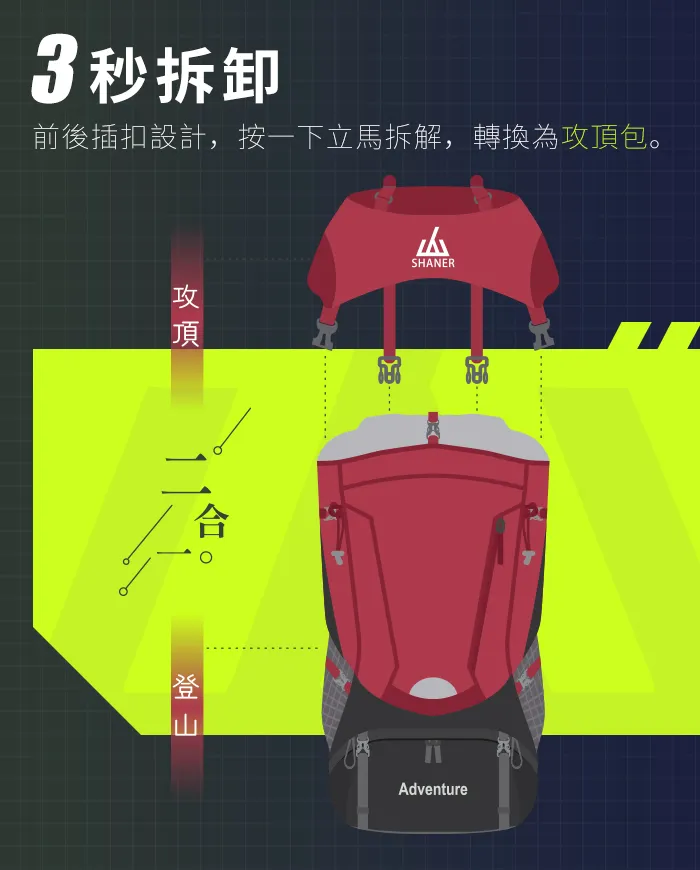 3秒拆卸
前後插扣設計，按一下立馬拆解，轉換為攻頂包。
SHANER
攻頂
二合一。
登山
Adventure